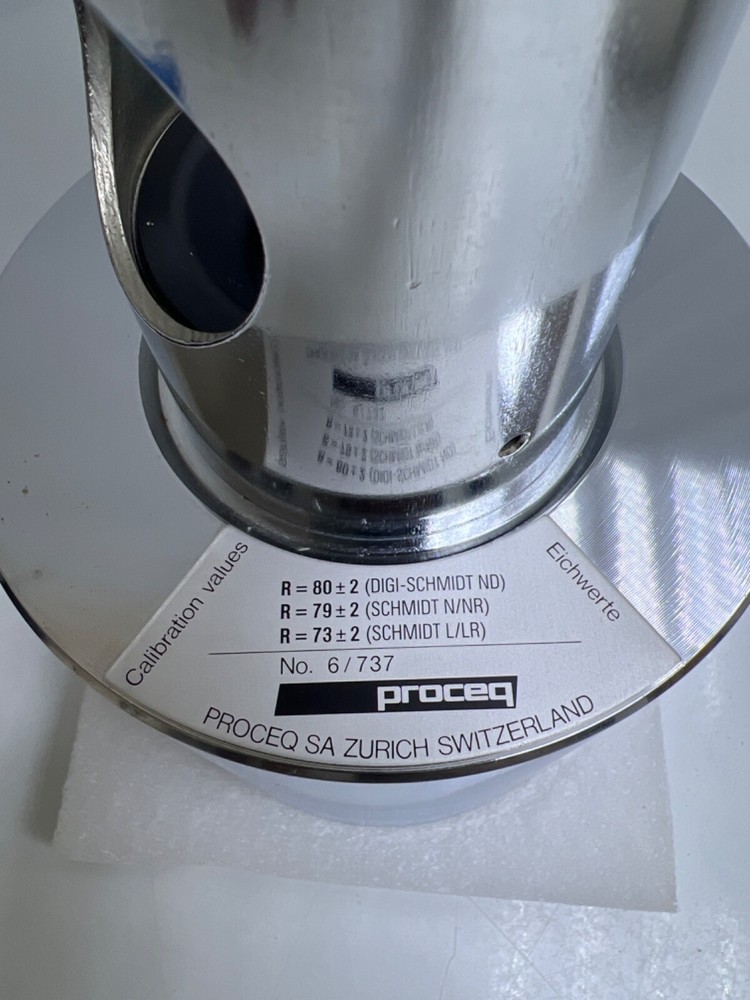 Calibration values
Eichwerte
R = 80 ± 2 (DIGI-SCHMIDT ND)
R = 79 ± 2 (SCHMIDT N/NR)
R = 73 ± 2 (SCHMIDT L/LR)
No. 6/737
proceq
PROCEQ SA ZURICH SWITZERLAND